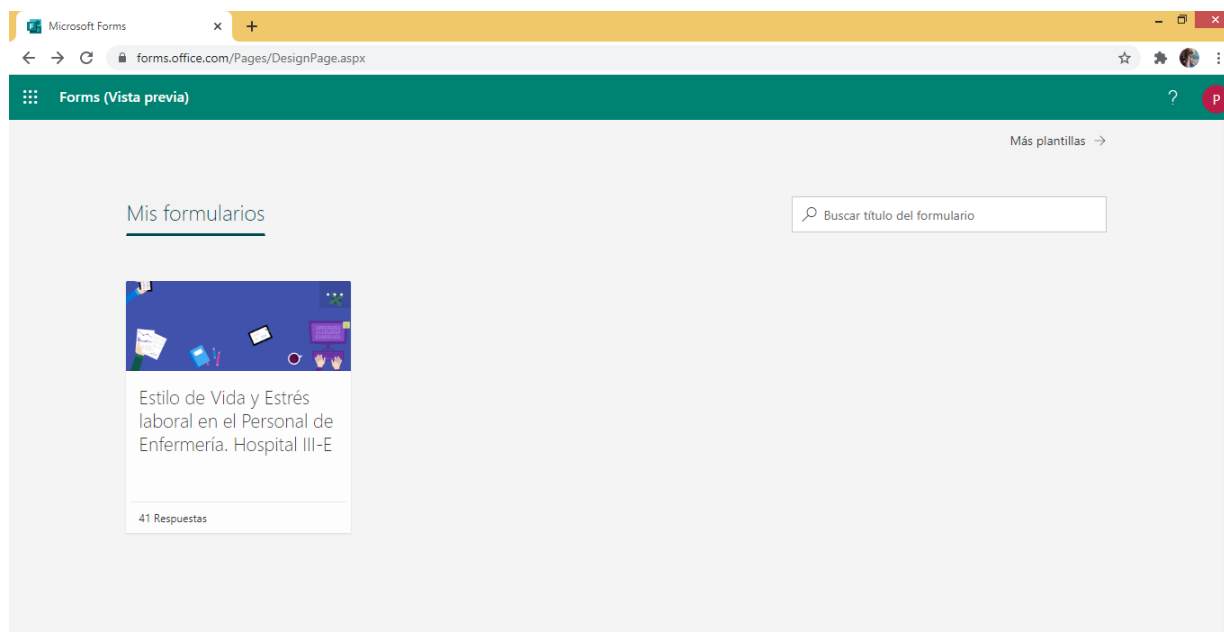 Microsoft Forms
forms.office.com/Pages/DesignPage.aspx
Forms (Vista previa)
?
P
Más plantillas
Mis formularios
Buscar título del formulario
Estilo de Vida y Estrés
laboral en el Personal de
Enfermería. Hospital III-E
41 Respuestas